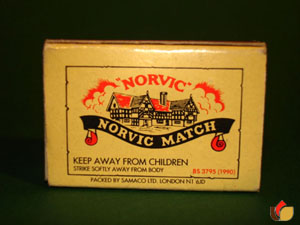 "NORVIC"
NORVIC MATCH
KEEP AWAY FROM CHILDREN
STRIKE SOFTLY AWAY FROM BODY
BS 3795 (1990)
PACKED BY SAMACO LTD. LONDON N1 6JD